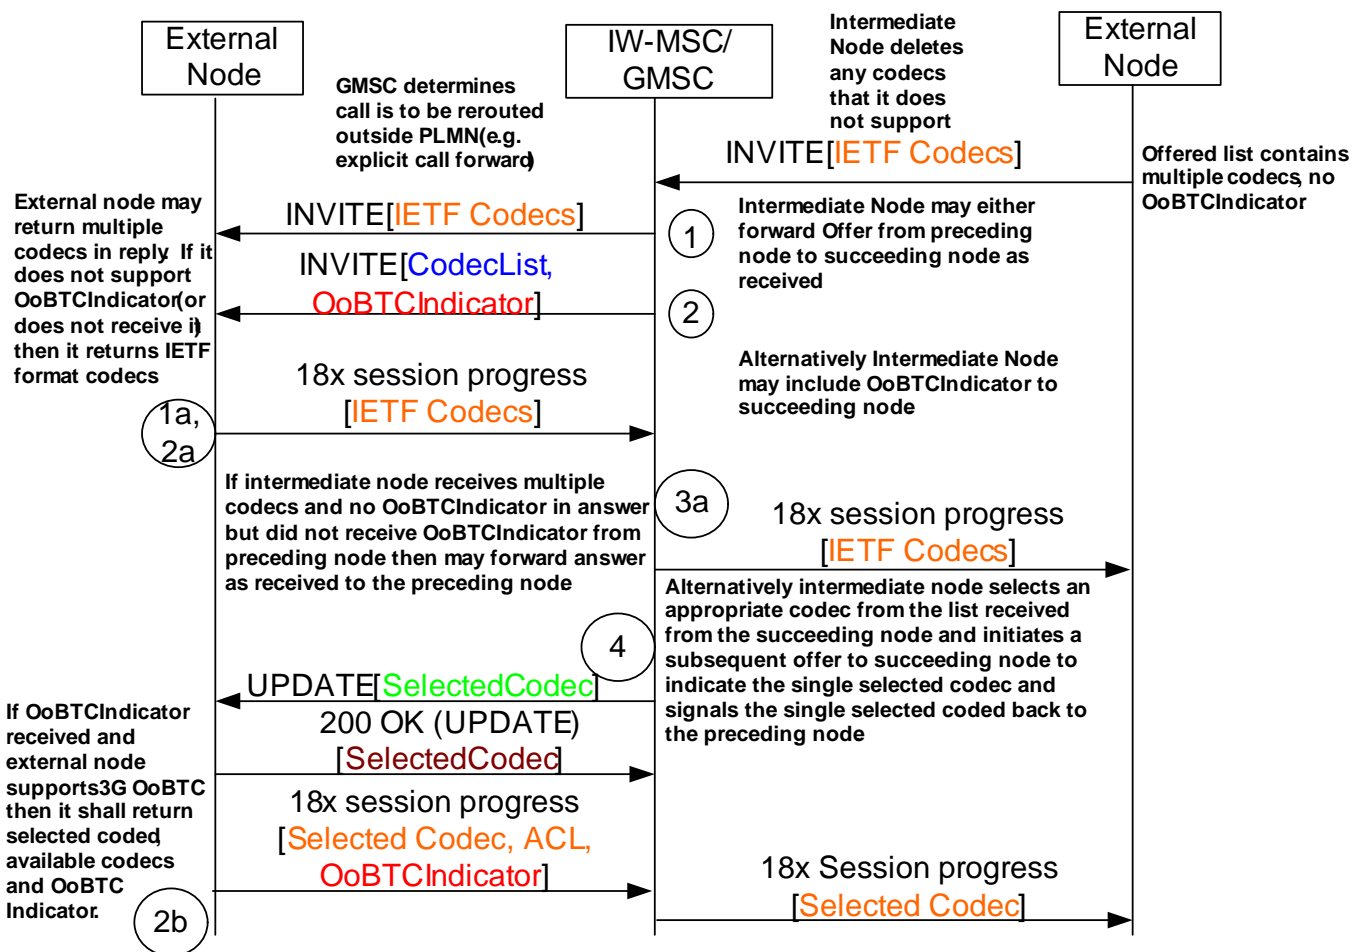 External
Node
IW-MSC/
GMSC
Intermediate
Node deletes
any codecs
that it does
not support
External
Node
GMSC determines
call is to be rerouted
outside PLMN(e.g.
explicit call forward)
INVITE[IETF Codecs]
Offered list contains
multiple codecs, no
OoBTCIndicator
External node may
return multiple
codecs in reply. If it
does not support
OoBTCIndicator(or
does not receive it)
then it returns IETF
format codecs
INVITE[IETF Codecs]
1
Intermediate Node may either
forward Offer from preceding
node to succeeding node as
received
INVITE[CodecList,
OoBTCIndicator]
2
Alternatively Intermediate Node
may include OoBTCIndicator to
succeeding node
18x session progress
[IETF Codecs]
1a,
2a
If intermediate node receives multiple
codecs and no OoBTCIndicator in answer
but did not receive OoBTCIndicator from
preceding node then may forward answer
as received to the preceding node
3a
18x session progress
[IETF Codecs]
Alternatively intermediate node selects an
appropriate codec from the list received
from the succeeding node and initiates a
subsequent offer to succeeding node to
indicate the single selected codec and
signals the single selected coded back to
the preceding node
4
UPDATE[SelectedCodec]
200 OK (UPDATE)
[SelectedCodec]
If OoBTCIndicator
received and
external node
supports3G OoBTC
then it shall return
selected coded,
available codecs
and OoBTC
Indicator.
18x session progress
[Selected Codec, ACL,
OoBTCIndicator]
2b
18x Session progress
[Selected Codec]